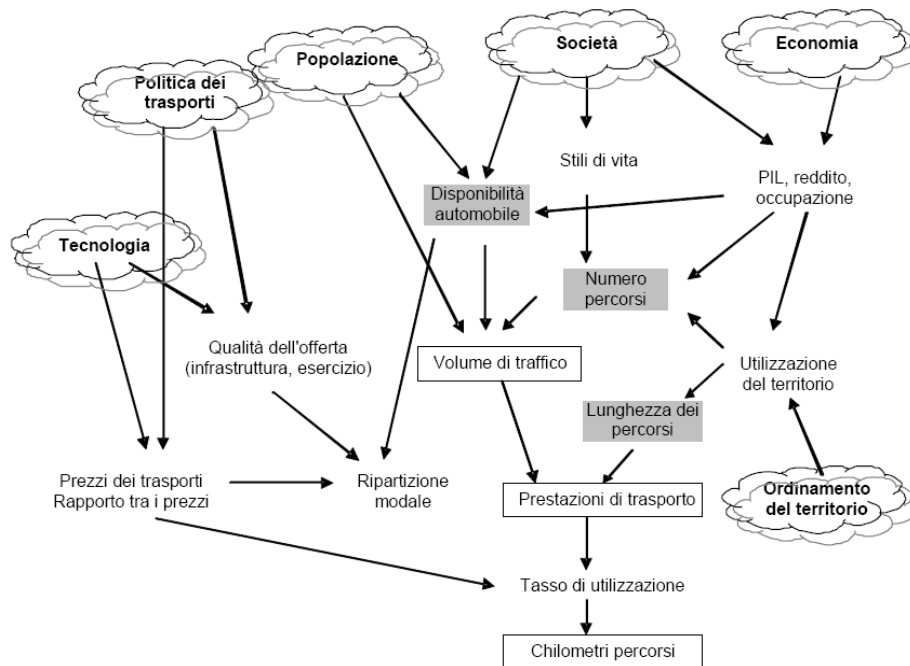 Popolazione
Società
Economia
Politica dei
trasporti
Stili di vita
PIL, reddito,
occupazione
Disponibilità
automobile
Tecnologia
Numero
percorsi
Qualità dell'offerta
(infrastruttura, esercizio)
Volume di traffico
Utilizzazione
del territorio
Lunghezza dei
percorsi
Prezzi dei trasporti
Rapporto tra i prezzi
Ripartizione
modale
Prestazioni di trasporto
Ordinamento
del territorio
Tasso di utilizzazione
Chilometri percorsi